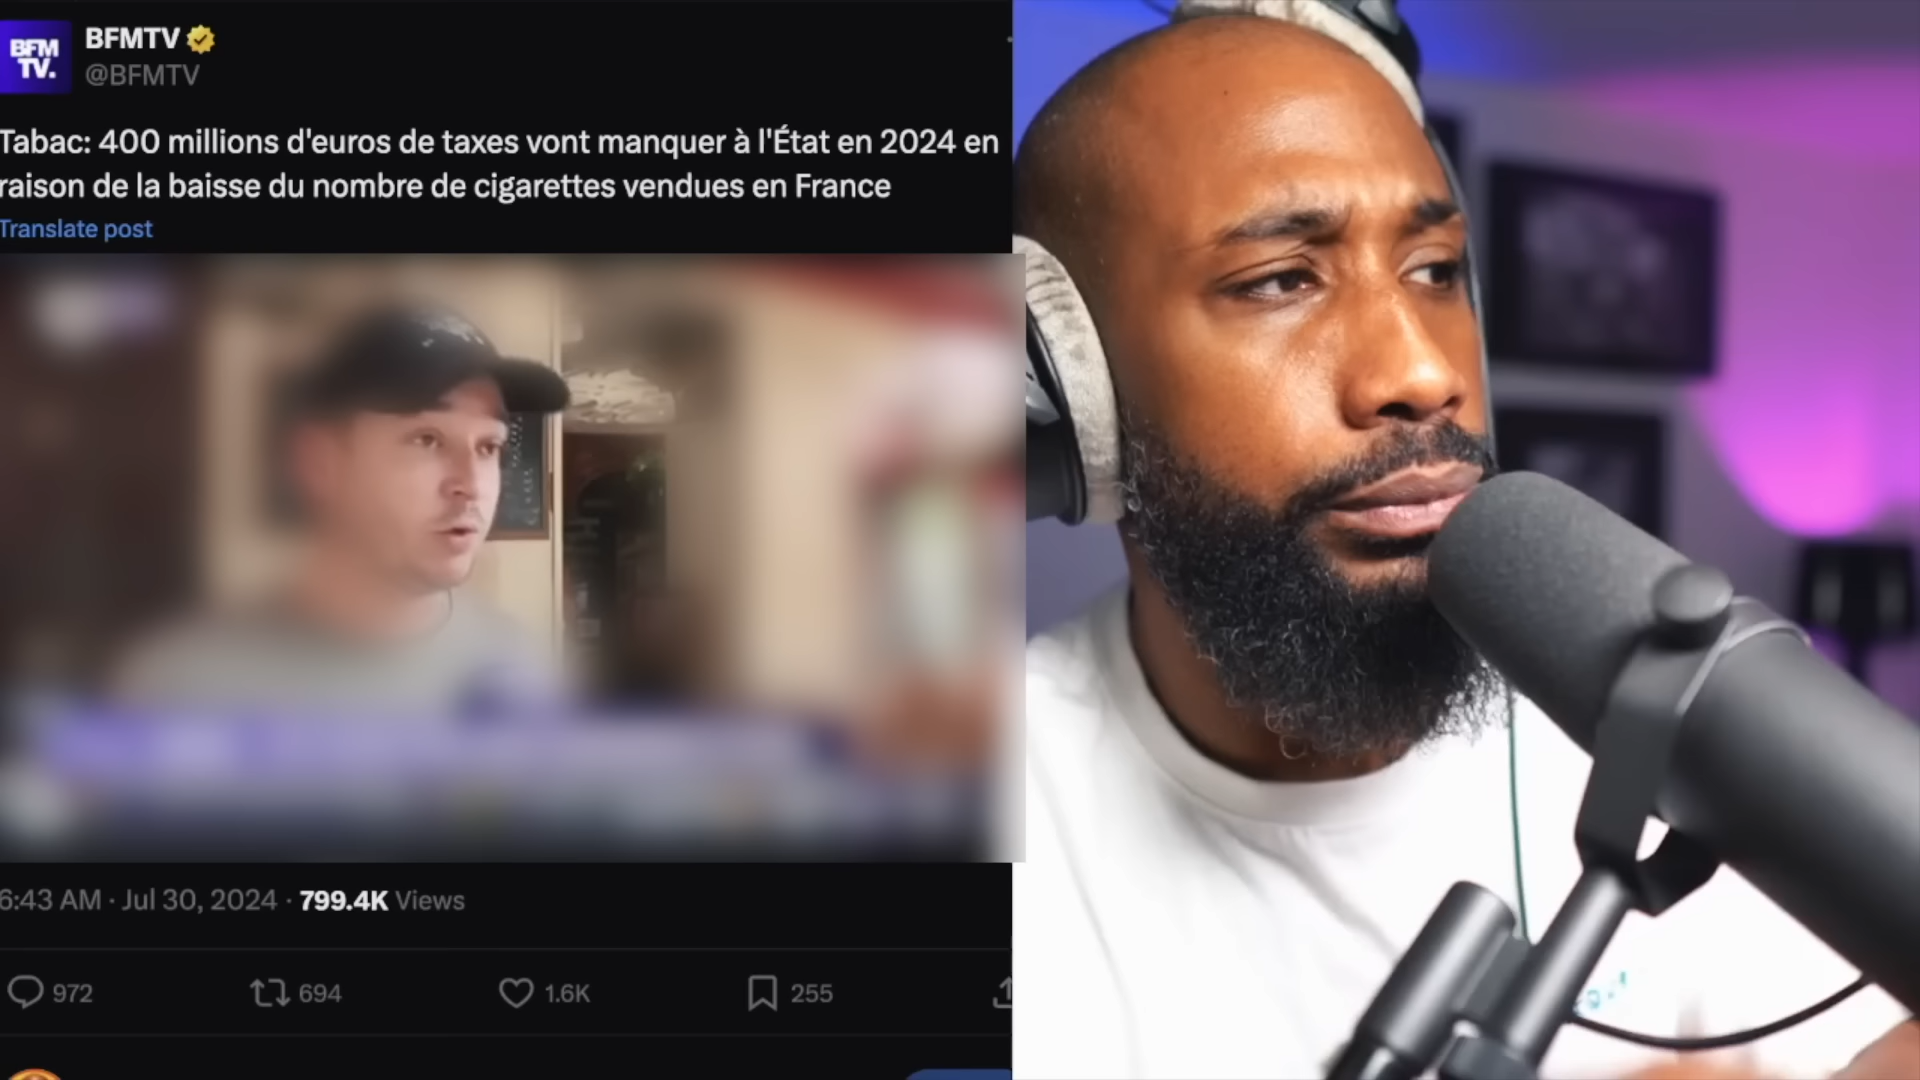 BFM
TV.
BFMTV
@BFMTV
Tabac: 400 millions d'euros de taxes vont manquer à l'État en 2024 en
raison de la baisse du nombre de cigarettes vendues en France
Translate post
6:43 AM · Jul 30, 2024 · 799.4K Views
972 694 1.6K 255